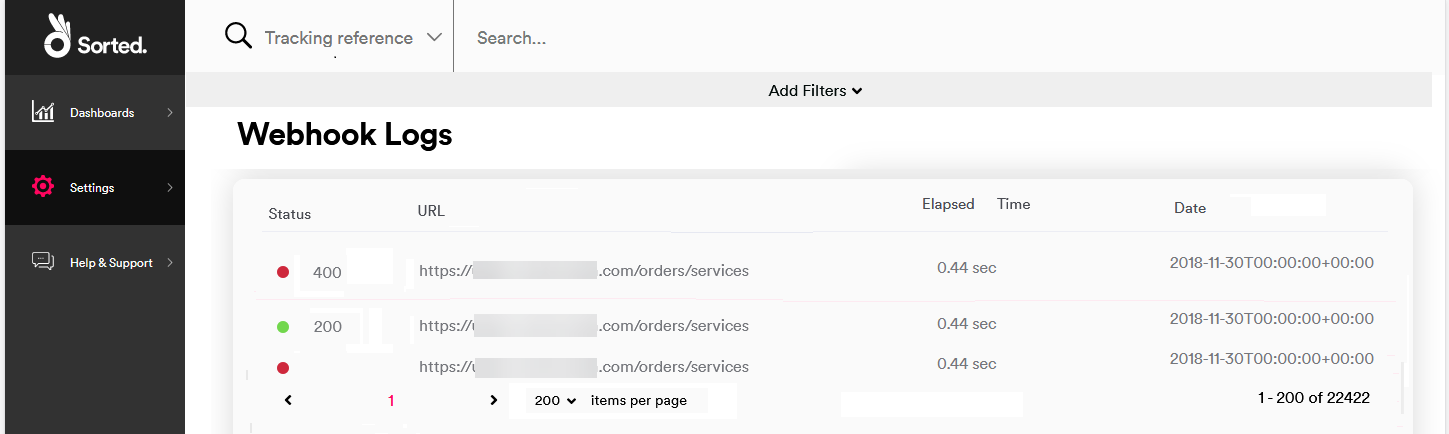 Sorted.
Tracking reference
Search...
Add Filters
Dashboards
Settings
Help & Support
Webhook Logs
Status URL Elapsed Time Date
400 https:// .com/orders/services 0.44 sec 2018-11-30T00:00:00+00:00
200 https:// .com/orders/services 0.44 sec 2018-11-30T00:00:00+00:00
https:// .com/orders/services 0.44 sec 2018-11-30T00:00:00+00:00
1 200 items per page 1 - 200 of 22422